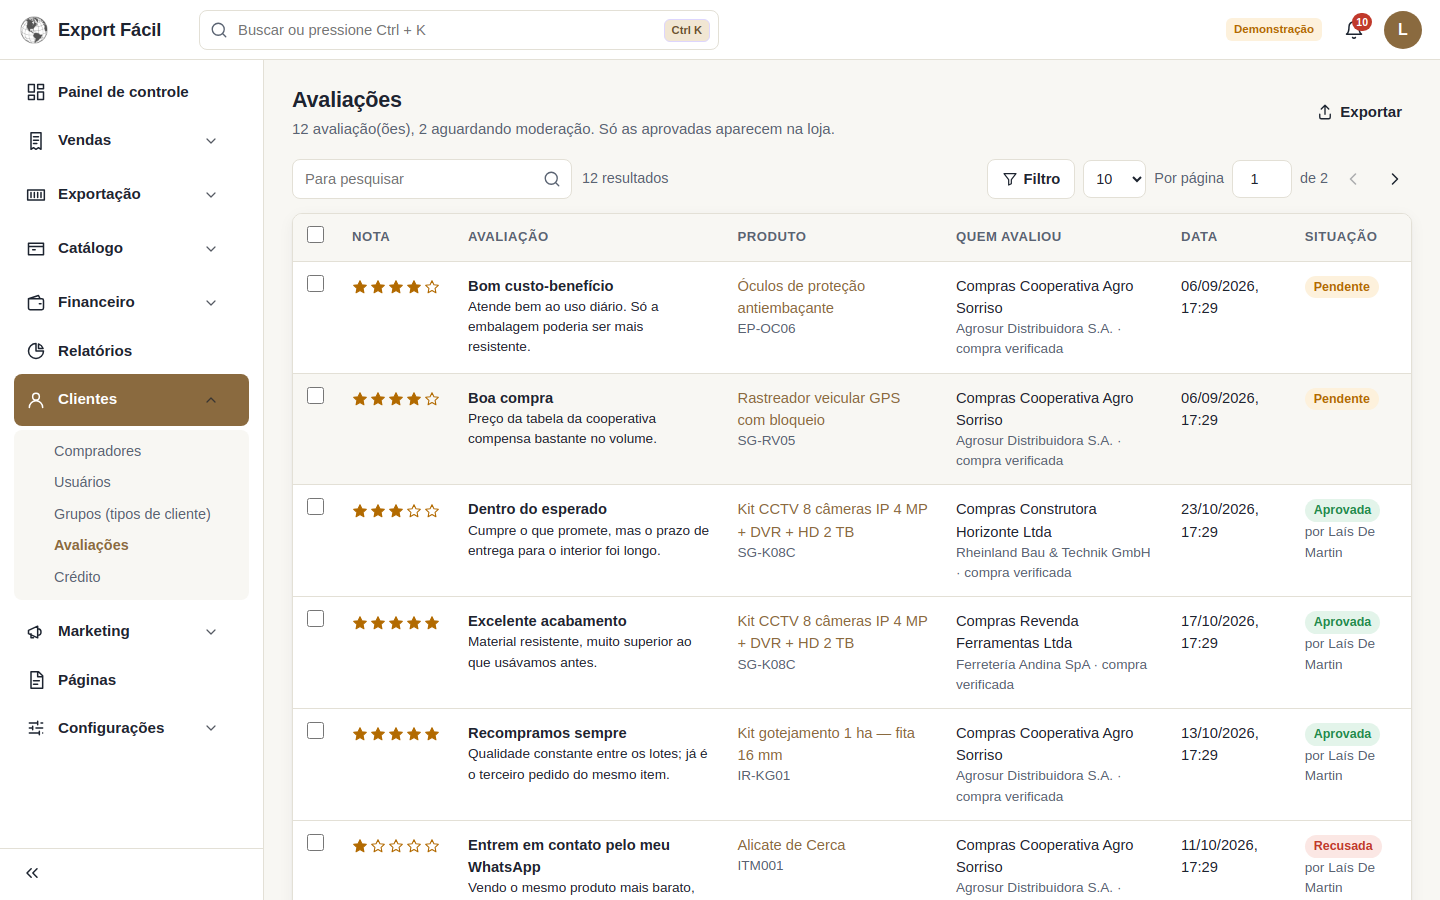 Export Fácil
Buscar ou pressione Ctrl + K
Ctrl K
Demonstração
10
L
Painel de controle
Vendas
Exportação
Catálogo
Financeiro
Relatórios
Clientes
Compradores
Usuários
Grupos (tipos de cliente)
Avaliações
Crédito
Marketing
Páginas
Configurações
Avaliações
12 avaliação(ões), 2 aguardando moderação. Só as aprovadas aparecem na loja.
Exportar
Para pesquisar
12 resultados
Filtro
10
Por página
1
de 2
NOTA
AVALIAÇÃO
PRODUTO
QUEM AVALIOU
DATA
SITUAÇÃO
Bom custo-benefício
Atende bem ao uso diário. Só a
embalagem poderia ser mais
resistente.
Óculos de proteção
antiembaçante
EP-OC06
Compras Cooperativa Agro
Sorriso
Agrosur Distribuidora S.A. ·
compra verificada
06/09/2026,
17:29
Pendente
Boa compra
Preço da tabela da cooperativa
compensa bastante no volume.
Rastreador veicular GPS
com bloqueio
SG-RV05
Compras Cooperativa Agro
Sorriso
Agrosur Distribuidora S.A. ·
compra verificada
06/09/2026,
17:29
Pendente
Dentro do esperado
Cumpre o que promete, mas o prazo de
entrega para o interior foi longo.
Kit CCTV 8 câmeras IP 4 MP
+ DVR + HD 2 TB
SG-K08C
Compras Construtora
Horizonte Ltda
Rheinland Bau & Technik GmbH
· compra verificada
23/10/2026,
17:29
Aprovada
por Laís De
Martin
Excelente acabamento
Material resistente, muito superior ao
que usávamos antes.
Kit CCTV 8 câmeras IP 4 MP
+ DVR + HD 2 TB
SG-K08C
Compras Revenda
Ferramentas Ltda
Ferretería Andina SpA · compra
verificada
17/10/2026,
17:29
Aprovada
por Laís De
Martin
Recompramos sempre
Qualidade constante entre os lotes; já é
o terceiro pedido do mesmo item.
Kit gotejamento 1 ha — fita
16 mm
IR-KG01
Compras Cooperativa Agro
Sorriso
Agrosur Distribuidora S.A. ·
compra verificada
13/10/2026,
17:29
Aprovada
por Laís De
Martin
Entrem em contato pelo meu
WhatsApp
Vendo o mesmo produto mais barato,
Alicate de Cerca
ITM001
Compras Cooperativa Agro
Sorriso
Agrosur Distribuidora S.A. ·
11/10/2026,
17:29
Recusada
por Laís De
Martin